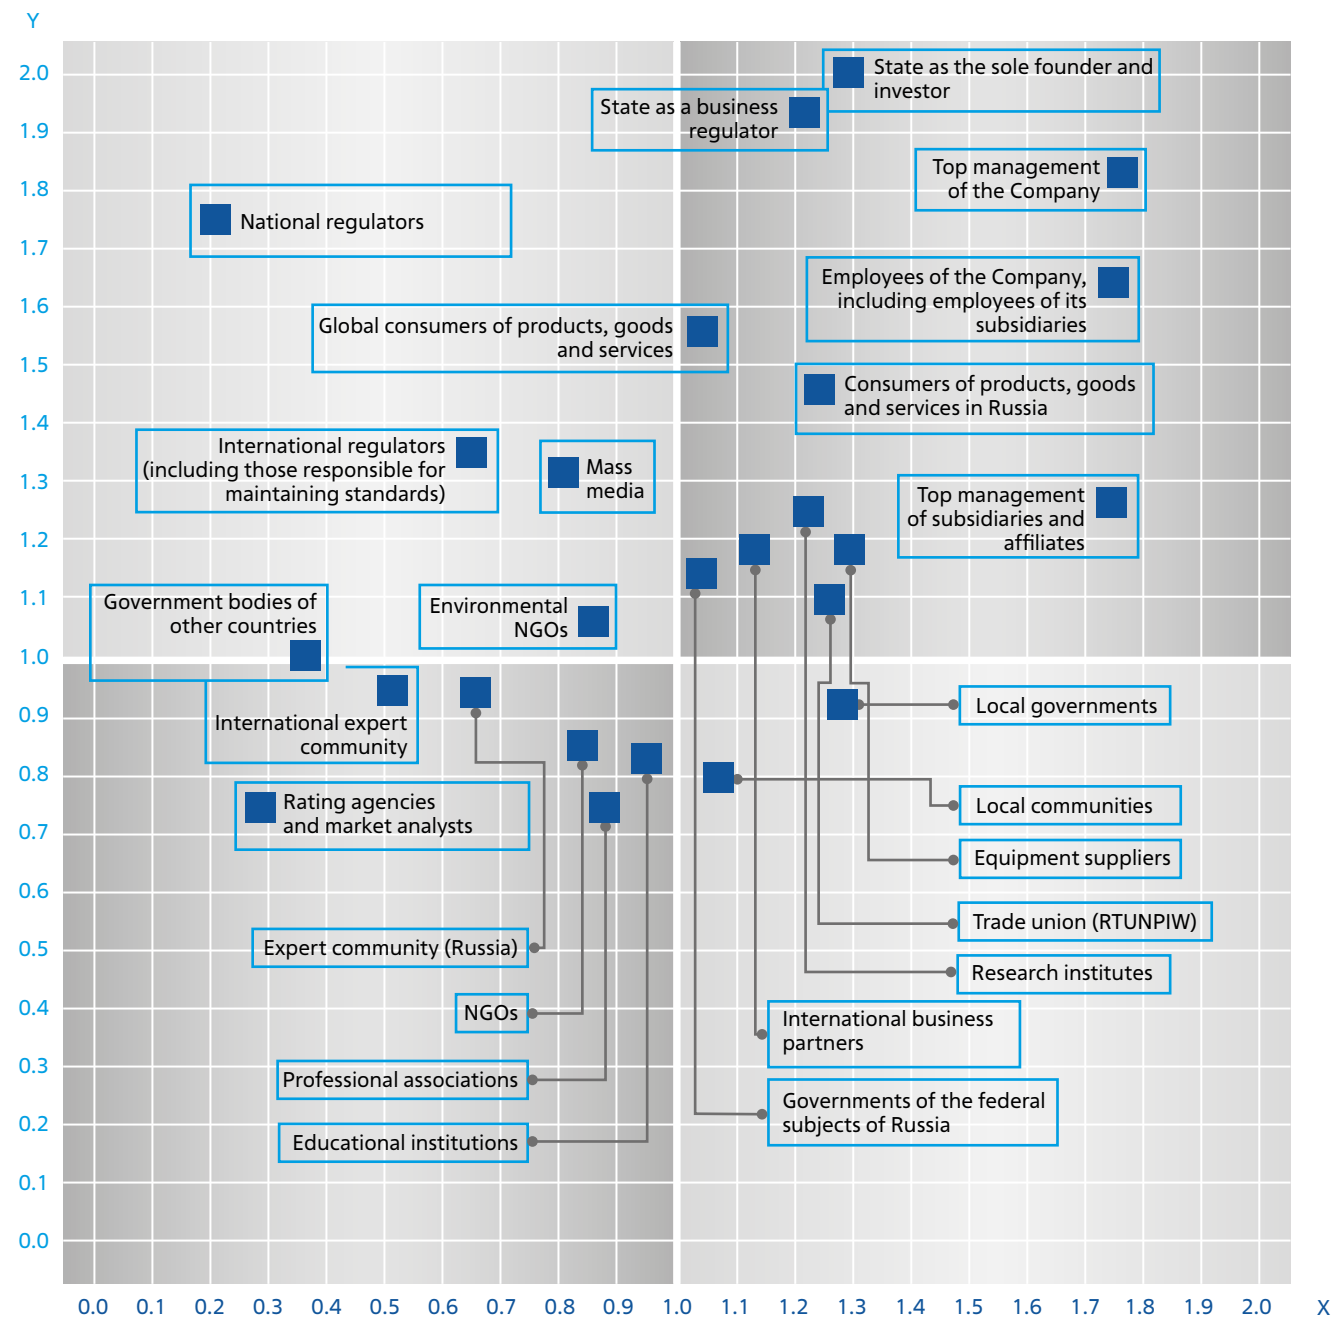 Y
2.0
1.9
1.8
1.7
1.6
1.5
1.4
1.3
1.2
1.1
1.0
0.9
0.8
0.7
0.6
0.5
0.4
0.3
0.2
0.1
0.0
State as the sole founder and
investor
State as a business
regulator
Top management
of the Company
National regulators
Employees of the Company,
including employees of its
subsidiaries
Global consumers of products, goods
and services
Consumers of products, goods
and services in Russia
International regulators
(including those responsible for
maintaining standards)
Mass
media
Top management
of subsidiaries and
affiliates
Government bodies of
other countries
Environmental
NGOs
International expert
community
Local governments
Rating agencies
and market analysts
Local communities
Equipment suppliers
Trade union (RTUNPIW)
Expert community (Russia)
Research institutes
NGOs
International business
partners
Professional associations
Governments of the federal
subjects of Russia
Educational institutions
0.0 0.1 0.2 0.3 0.4 0.5 0.6 0.7 0.8 0.9 1.0 1.1 1.2 1.3 1.4 1.5 1.6 1.7 1.8 1.9 2.0 X